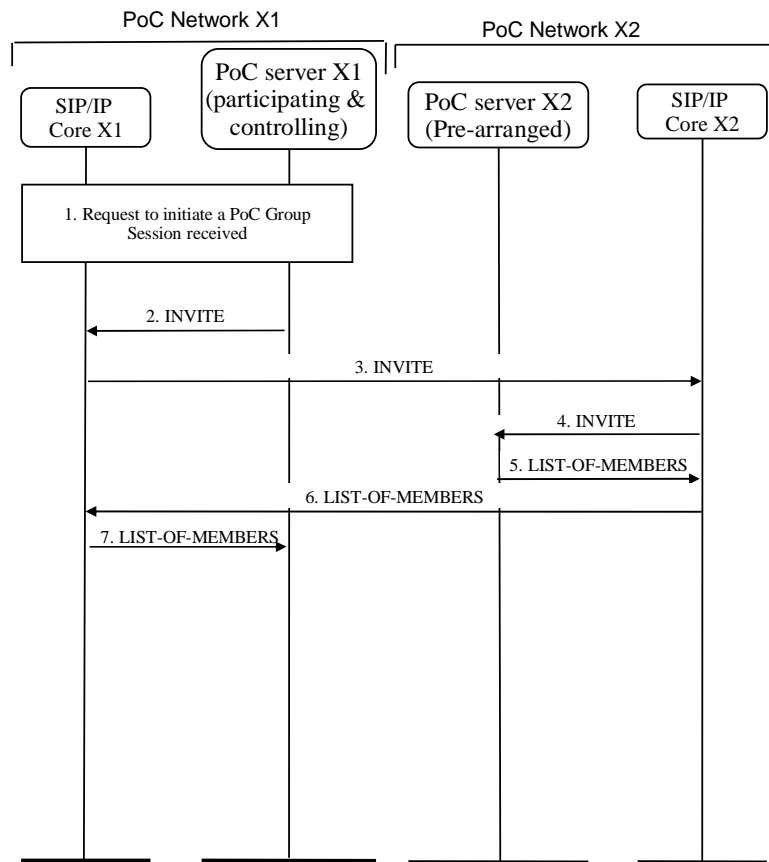 PoC Network X1
PoC Network X2
SIP/IP
Core X1
PoC server X1
(participating &
controlling)
PoC server X2
(Pre-arranged)
SIP/IP
Core X2
1. Request to initiate a PoC Group
Session received
2. INVITE
3. INVITE
4. INVITE
5. LIST-OF-MEMBERS
6. LIST-OF-MEMBERS
7. LIST-OF-MEMBERS